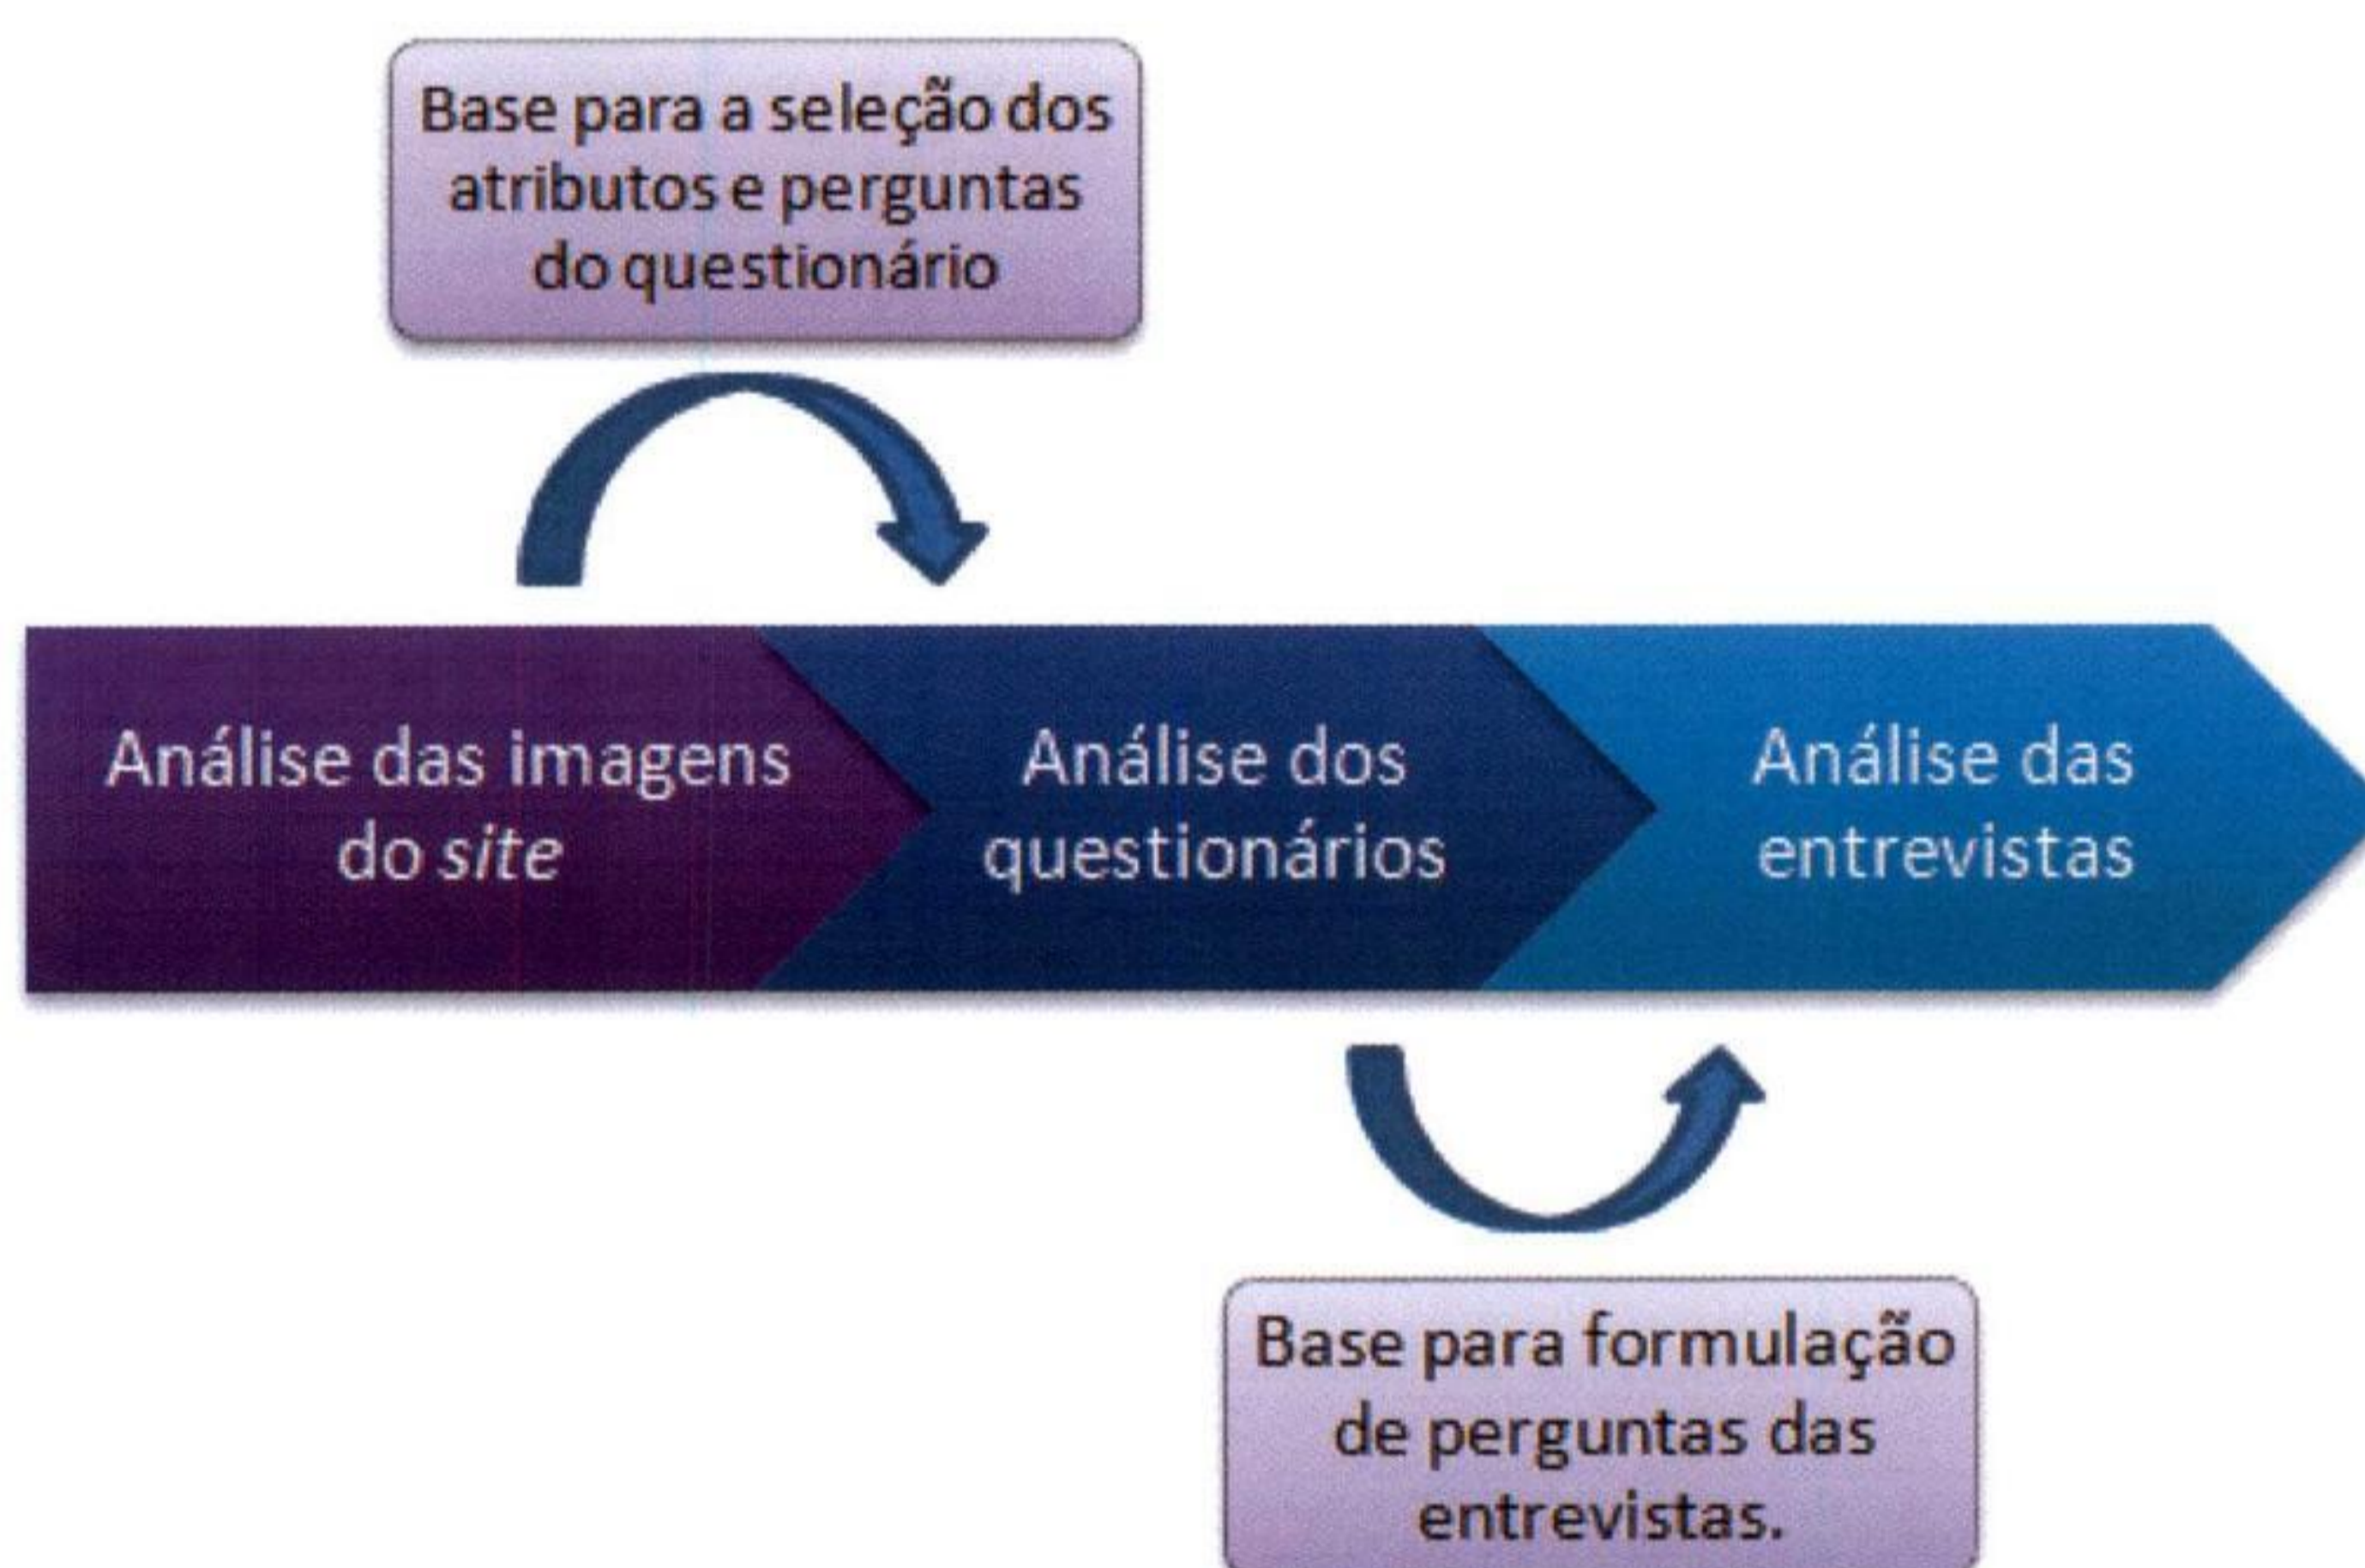 Base para a seleção dos
atributos e perguntas
do questionário
Análise das imagens
do site
Análise dos
questionários
Análise das
entrevistas
Base para formulação
de perguntas das
entrevistas.